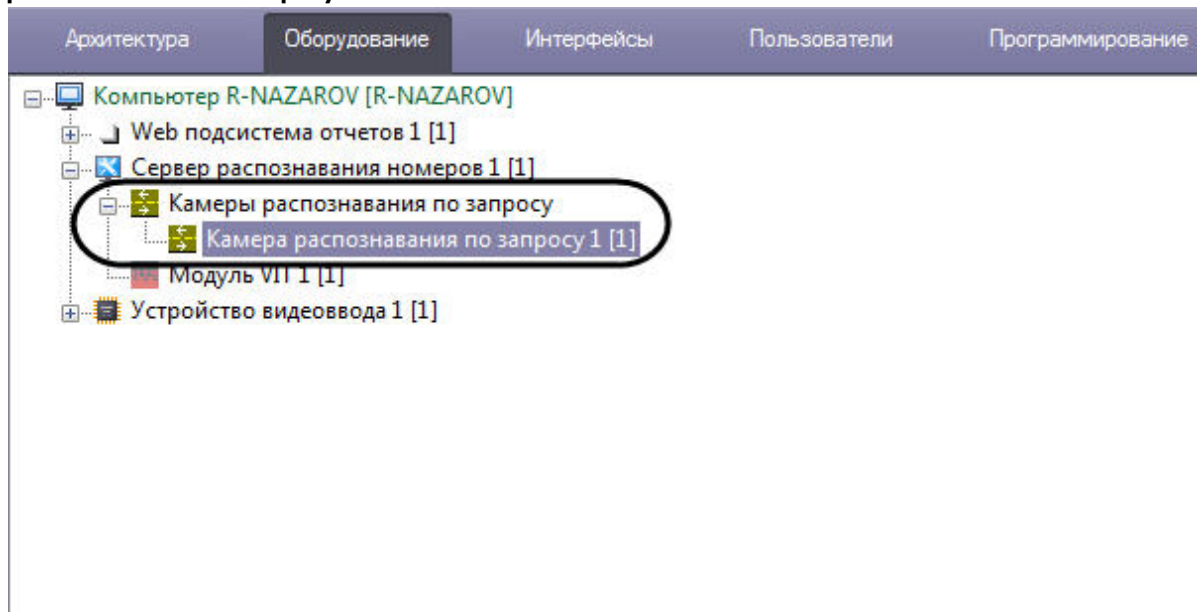 Архитектура Оборудование Интерфейсы Пользователи Программирование
Компьютер R-NAZAROV [R-NAZAROV]
Web подсистема отчетов 1 [1]
Сервер распознавания номеров 1 [1]
Камеры распознавания по запросу
Камера распознавания по запросу 1 [1]
Модуль VIT 1 [1]
Устройство видеоввода 1 [1]